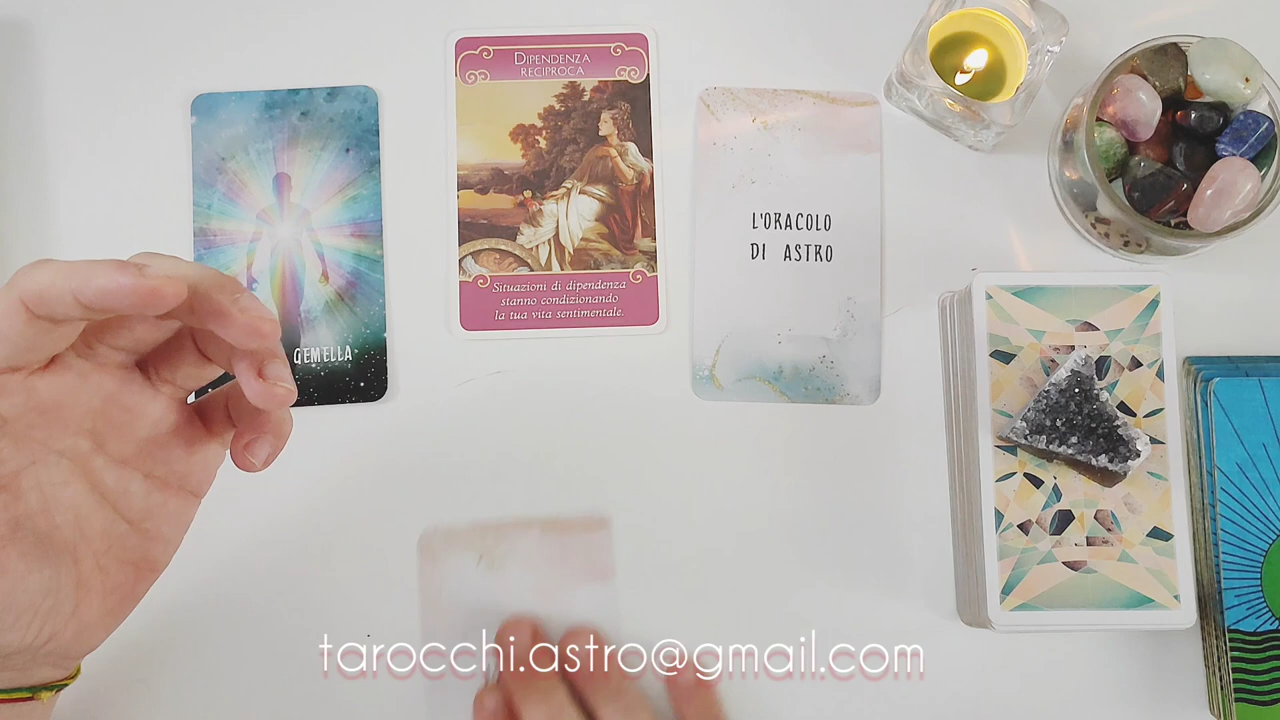 DIPENDENZA
RECIPROCA
Situazioni di dipendenza
stanno condizionando
la tua vita sentimentale.
L'ORACOLO
DI ASTRO
GEMELLA
tarocchi.astro@gmail.com